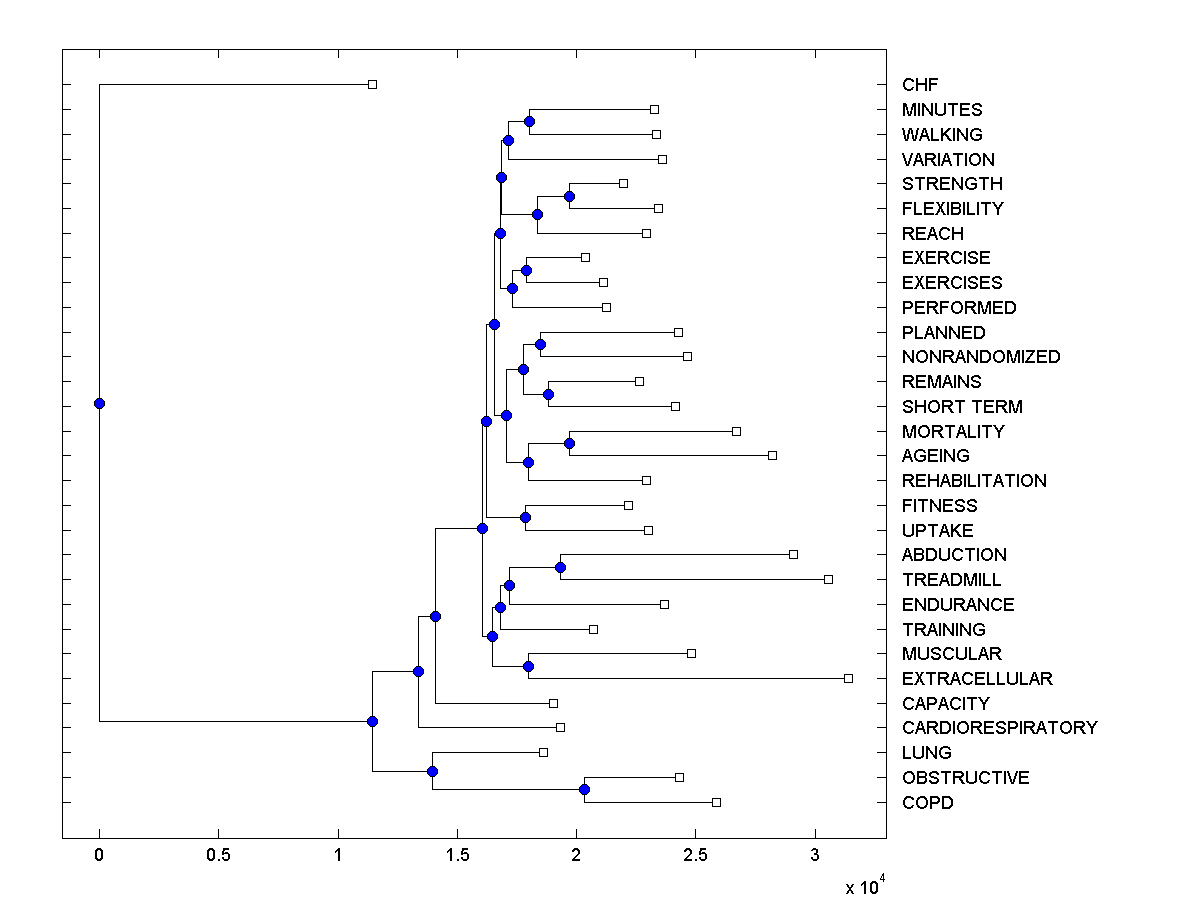 CHF
MINUTES
WALKING
VARIATION
STRENGTH
FLEXIBILITY
REACH
EXERCISE
EXERCISES
PERFORMED
PLANNED
NONRANDOMIZED
REMAINS
SHORT TERM
MORTALITY
AGEING
REHABILITATION
FITNESS
UPTAKE
ABDUCTION
TREADMILL
ENDURANCE
TRAINING
MUSCULAR
EXTRACELLULAR
CAPACITY
CARDIORESPIRATORY
LUNG
OBSTRUCTIVE
COPD
0 0.5 1 1.5 2 2.5 3
x 10^4